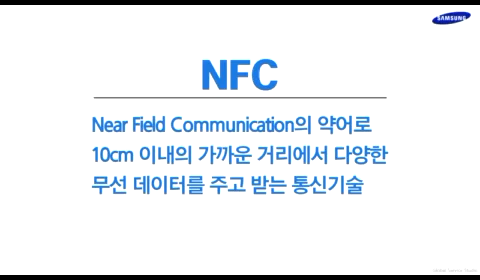 SAMSUNG
NFC
Near Field Communication의 약어로
10cm 이내의 가까운 거리에서 다양한
무선 데이터를 주고 받는 통신기술